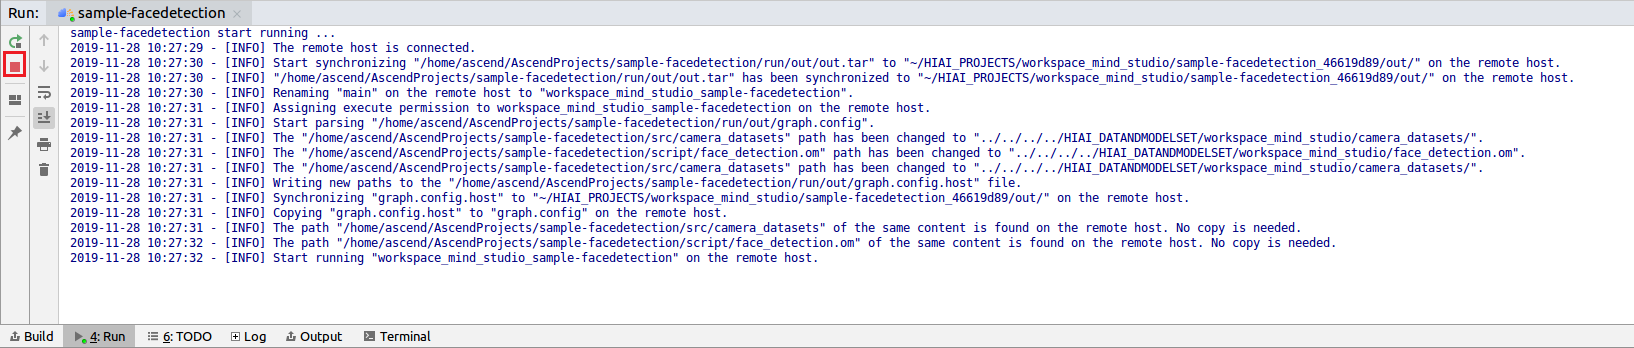 Run: sample-facedetection
sample-facedetection start running ...
2019-11-28 10:27:29 - [INFO] The remote host is connected.
2019-11-28 10:27:30 - [INFO] Start synchronizing "/home/ascend/AscendProjects/sample-facedetection/run/out/out.tar" to "~/HIAI_PROJECTS/workspace_mind_studio/sample-facedetection_46619d89/out/" on the remote host.
2019-11-28 10:27:30 - [INFO] "/home/ascend/AscendProjects/sample-facedetection/run/out/out.tar" has been synchronized to "~/HIAI_PROJECTS/workspace_mind_studio/sample-facedetection_46619d89/out/" on the remote host.
2019-11-28 10:27:30 - [INFO] Renaming "main" on the remote host to "workspace_mind_studio_sample-facedetection".
2019-11-28 10:27:31 - [INFO] Assigning execute permission to workspace_mind_studio_sample-facedetection on the remote host.
2019-11-28 10:27:31 - [INFO] Start parsing "/home/ascend/AscendProjects/sample-facedetection/run/out/graph.config".
2019-11-28 10:27:31 - [INFO] The "/home/ascend/AscendProjects/sample-facedetection/src/camera_datasets" path has been changed to "../../../../HIAI_DATANDMODELSET/workspace_mind_studio/camera_datasets/".
2019-11-28 10:27:31 - [INFO] The "/home/ascend/AscendProjects/sample-facedetection/script/face_detection.om" path has been changed to "../../../../HIAI_DATANDMODELSET/workspace_mind_studio/face_detection.om".
2019-11-28 10:27:31 - [INFO] The "/home/ascend/AscendProjects/sample-facedetection/src/camera_datasets" path has been changed to "../../../../HIAI_DATANDMODELSET/workspace_mind_studio/camera_datasets/".
2019-11-28 10:27:31 - [INFO] Writing new paths to the "/home/ascend/AscendProjects/sample-facedetection/run/out/graph.config.host" file.
2019-11-28 10:27:31 - [INFO] Synchronizing "graph.config.host" to "~/HIAI_PROJECTS/workspace_mind_studio/sample-facedetection_46619d89/out/" on the remote host.
2019-11-28 10:27:31 - [INFO] Copying "graph.config.host" to "graph.config" on the remote host.
2019-11-28 10:27:31 - [INFO] The path "/home/ascend/AscendProjects/sample-facedetection/src/camera_datasets" of the same content is found on the remote host. No copy is needed.
2019-11-28 10:27:32 - [INFO] The path "/home/ascend/AscendProjects/sample-facedetection/script/face_detection.om" of the same content is found on the remote host. No copy is needed.
2019-11-28 10:27:32 - [INFO] Start running "workspace_mind_studio_sample-facedetection" on the remote host.
Build 4: Run 6: TODO Log Output Terminal